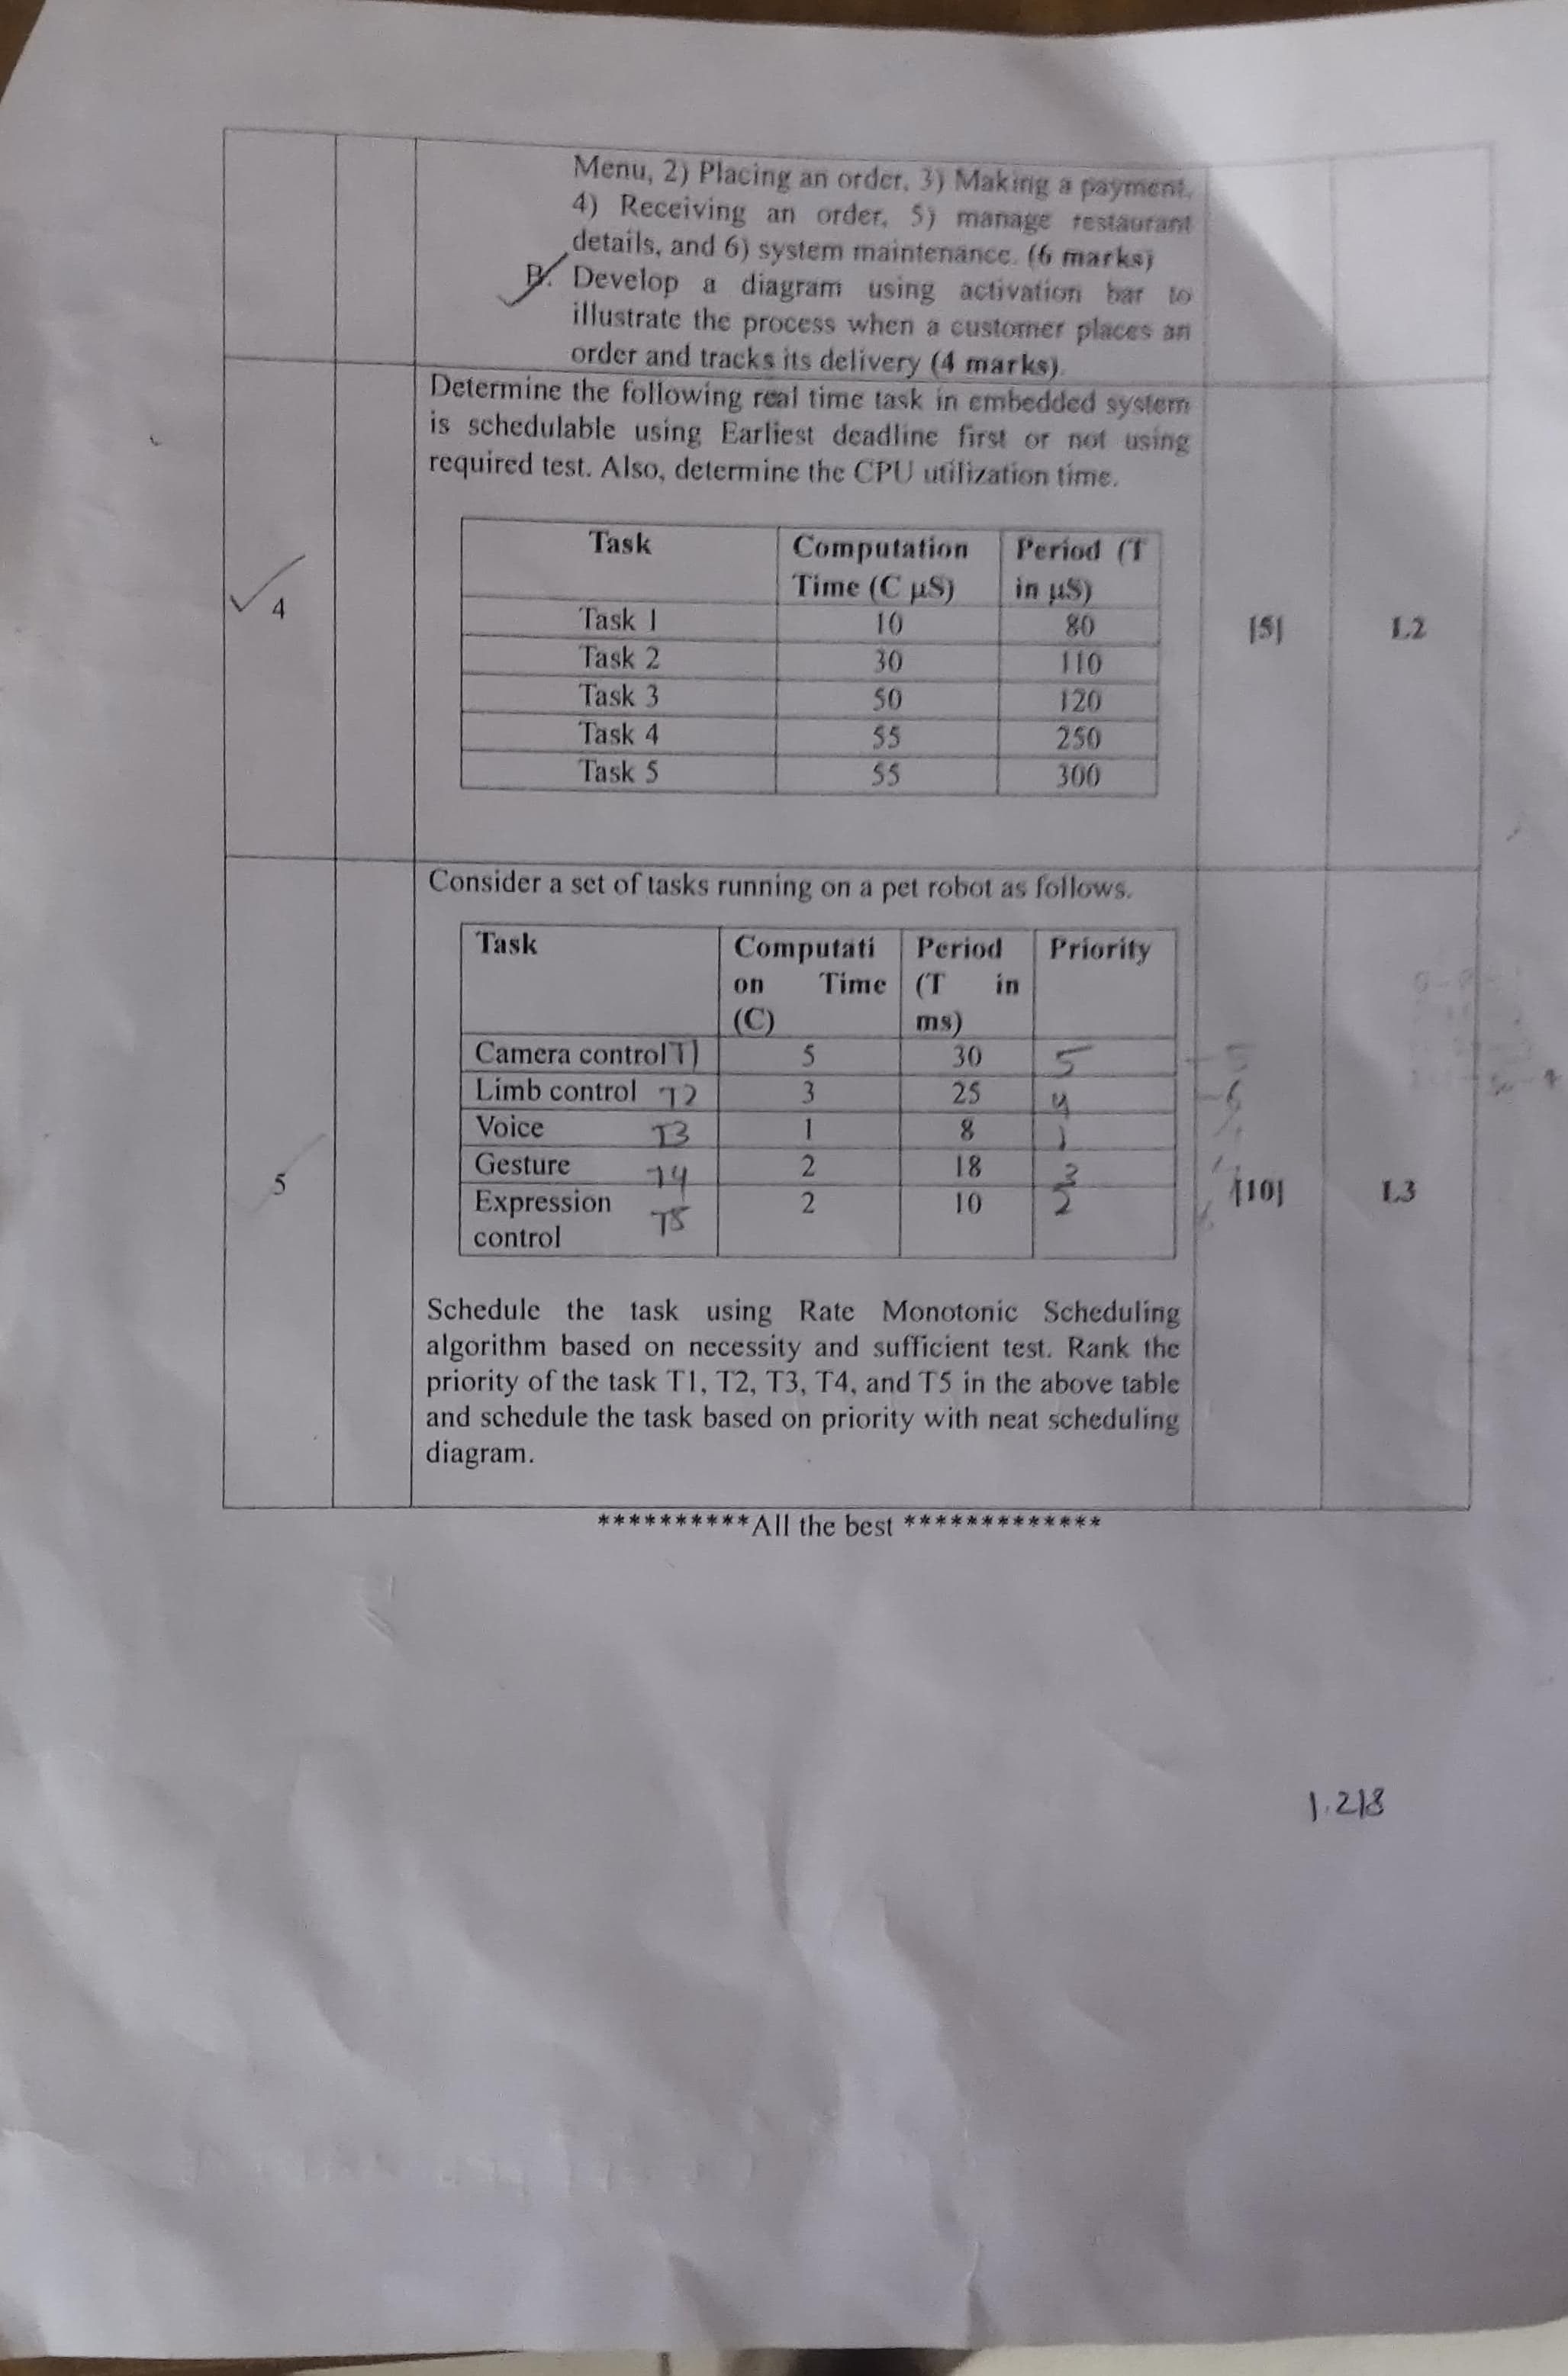 Menu, 2) Placing an order, 3) Making a payment,
4) Receiving an order, 5) manage restaurant
details, and 6) system maintenance. (6 marks)
B. Develop a diagram using activation bar to
illustrate the process when a customer places an
order and tracks its delivery (4 marks).
Determine the following real time task in embedded system
is schedulable using Earliest deadline first or not using
required test. Also, determine the CPU utilization time.
Task Computation Period (T
Time (C µS) in µS)
Task 1 10 80
Task 2 30 110
4 [5] L2
Task 3 50 120
Task 4 55 250
Task 5 55 300
Consider a set of tasks running on a pet robot as follows.
Task Computati Period Priority
on Time (T in
(C) ms)
Camera control T1 5 30 5
Limb control T2 3 25 4
Voice T3 1 8 1
Gesture T4 2 18 3
5 [10] L3
Expression T5 2 10 2
control
Schedule the task using Rate Monotonic Scheduling
algorithm based on necessity and sufficient test. Rank the
priority of the task T1, T2, T3, T4, and T5 in the above table
and schedule the task based on priority with neat scheduling
diagram.
**********All the best *************
1.218